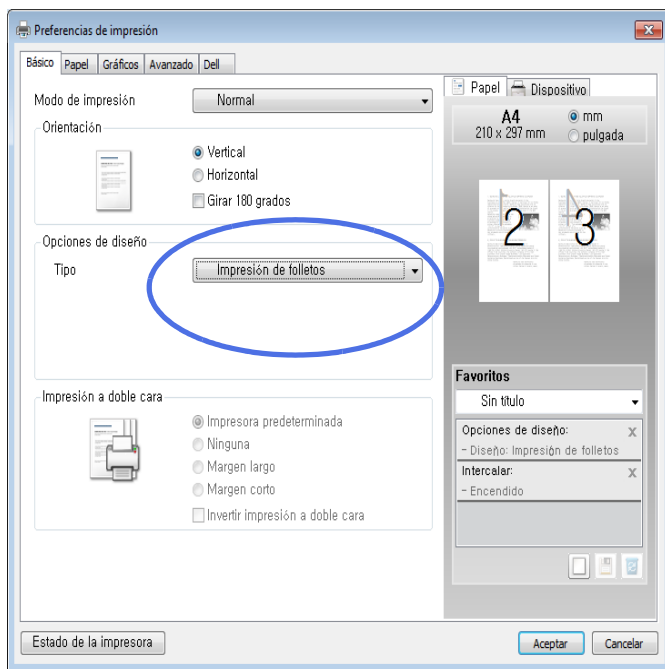 Preferencias de impresión
Básico Papel Gráficos Avanzado Dell
Modo de impresión Normal
Orientación
Vertical
Horizontal
Girar 180 grados
Opciones de diseño
Tipo Impresión de folletos
Impresión a doble cara
Impresora predeterminada
Ninguna
Margen largo
Margen corto
Invertir impresión a doble cara
Papel Dispositivo
A4 mm
210 x 297 mm pulgada
2 3
Favoritos
Sin título
Opciones de diseño: X
- Diseño: Impresión de folletos
Intercalar: X
- Encendido
Estado de la impresora Aceptar Cancelar